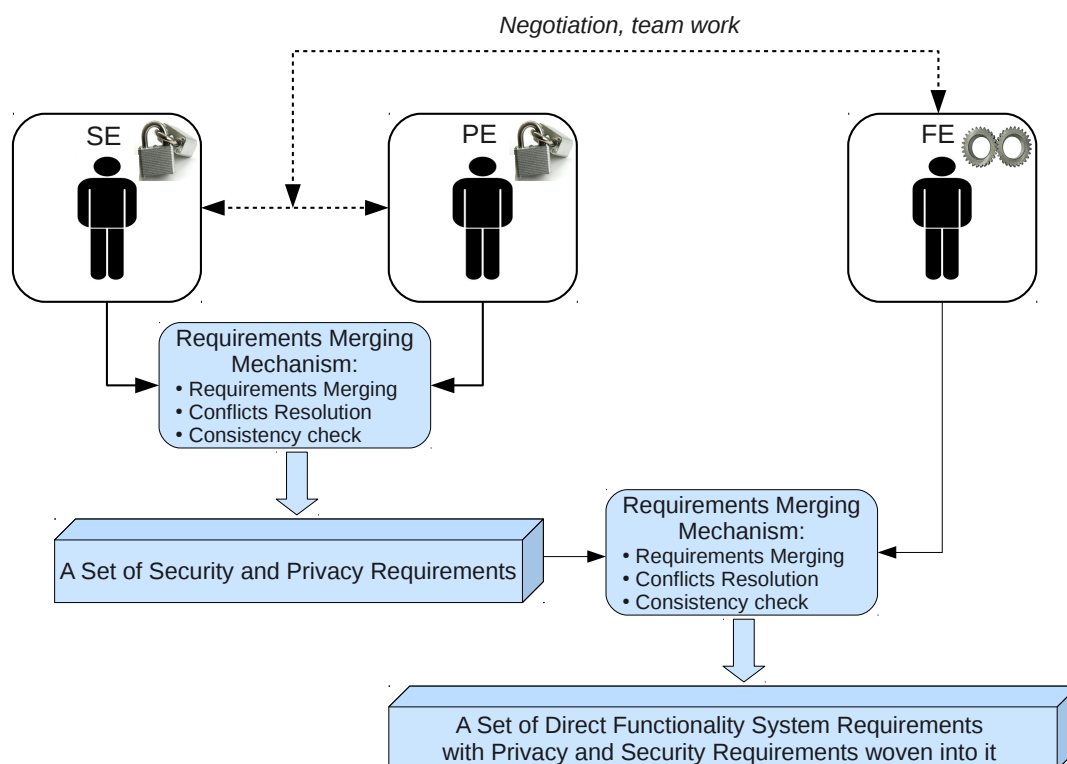 Negotiation, team work
SE
PE
FE
Requirements Merging
Mechanism:
• Requirements Merging
• Conflicts Resolution
• Consistency check
Requirements Merging
Mechanism:
• Requirements Merging
• Conflicts Resolution
• Consistency check
A Set of Security and Privacy Requirements
A Set of Direct Functionality System Requirements
with Privacy and Security Requirements woven into it